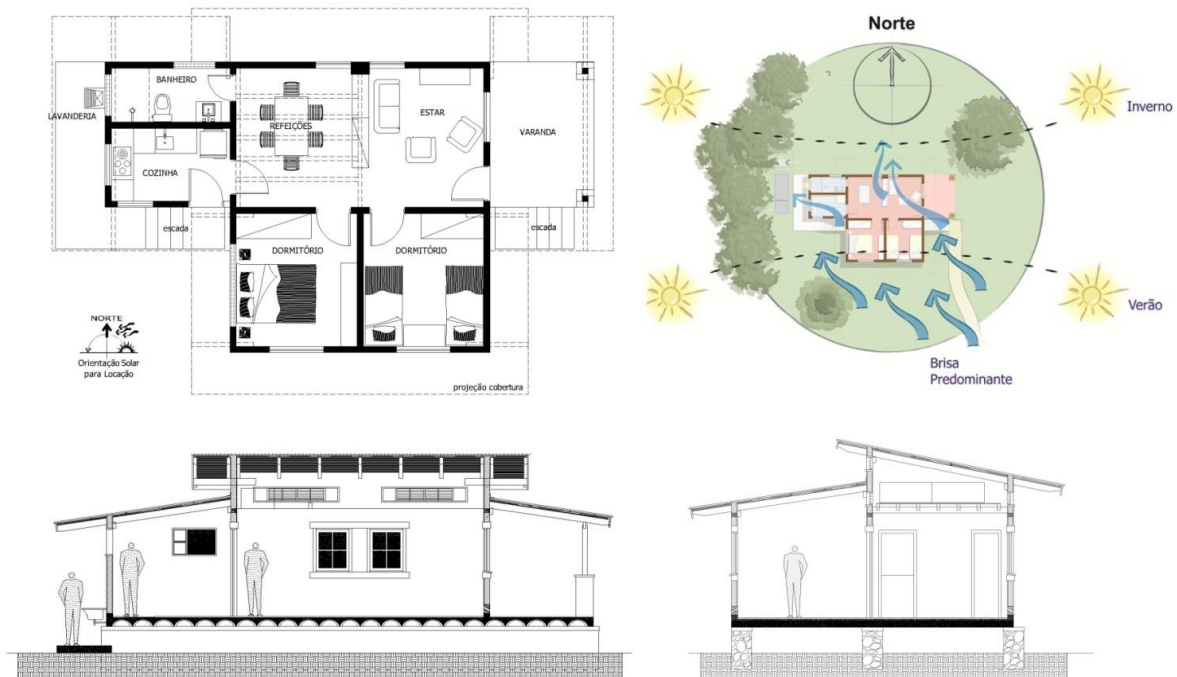 BANHEIRO
LAVANDERIA
REFEIÇÕES
ESTAR
VARANDA
COZINHA
escada
escada
DORMITÓRIO
DORMITÓRIO
NORTE
Orientação Solar
para Locação
projeção cobertura
Norte
Inverno
Verão
Brisa
Predominante